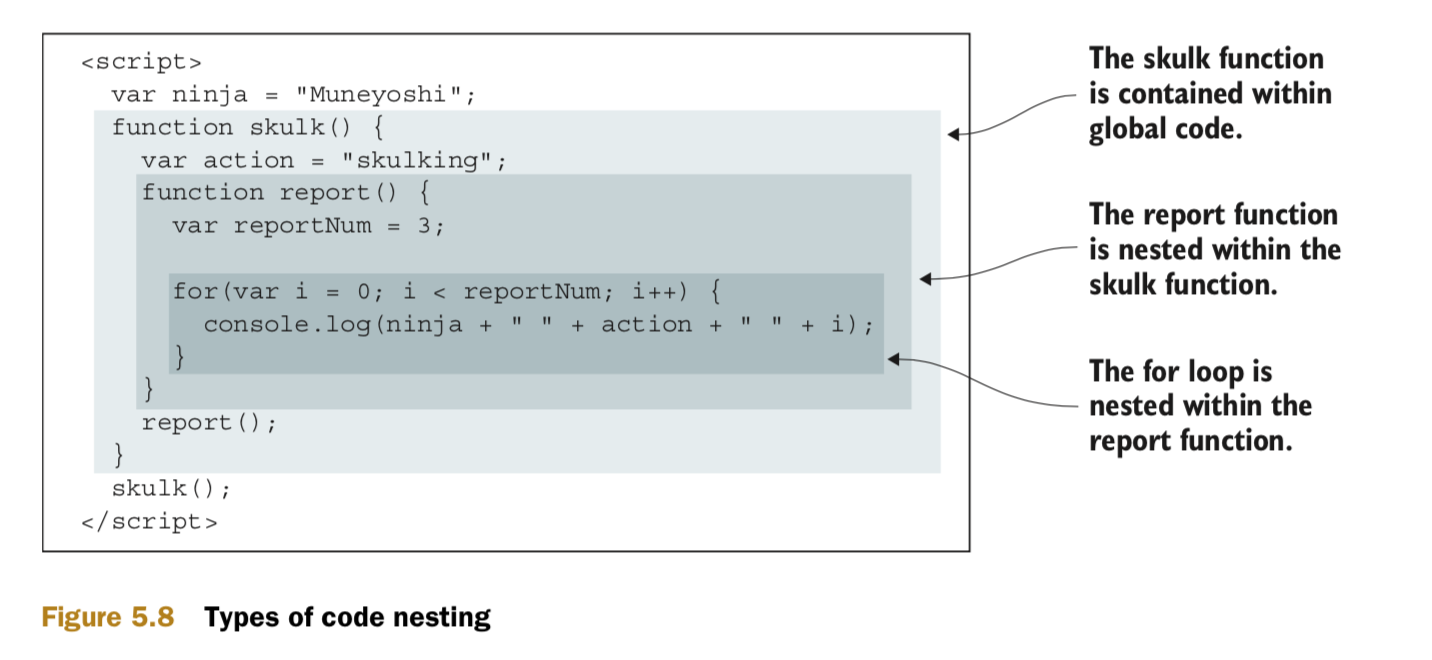 <script>
var ninja = "Muneyoshi";
function skulk() {
var action = "skulking";
function report() {
var reportNum = 3;
for(var i = 0; i < reportNum; i++) {
console.log(ninja + " " + action + " " + i);
}
}
report();
}
skulk();
</script>
The skulk function
is contained within
global code.
The report function
is nested within the
skulk function.
The for loop is
nested within the
report function.
Figure 5.8 Types of code nesting